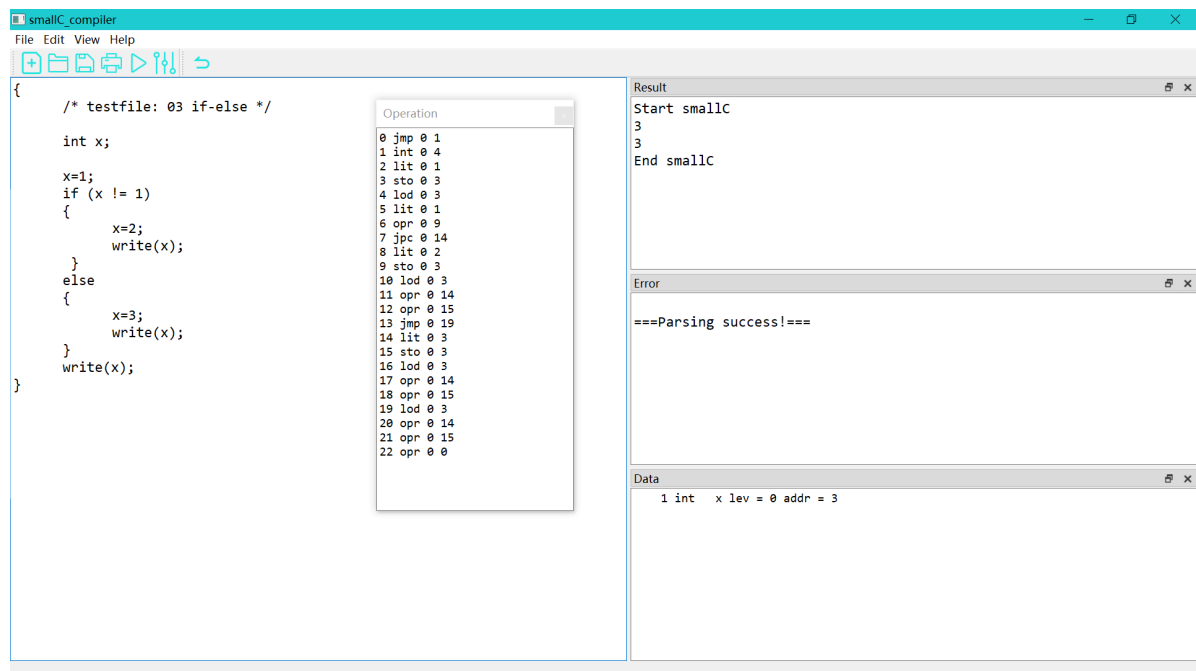 smallC_compiler
File Edit View Help
{
/* testfile: 03 if-else */
int x;
x=1;
if (x != 1)
{
x=2;
write(x);
}
else
{
x=3;
write(x);
}
write(x);
}
Operation
0 jmp 0 1
1 int 0 4
2 lit 0 1
3 sto 0 3
4 lod 0 3
5 lit 0 1
6 opr 0 9
7 jpc 0 14
8 lit 0 2
9 sto 0 3
10 lod 0 3
11 opr 0 14
12 opr 0 15
13 jmp 0 19
14 lit 0 3
15 sto 0 3
16 lod 0 3
17 opr 0 14
18 opr 0 15
19 lod 0 3
20 opr 0 14
21 opr 0 15
22 opr 0 0
Result
Start smallC
3
3
End smallC
Error
===Parsing success!===
Data
1 int x lev = 0 addr = 3